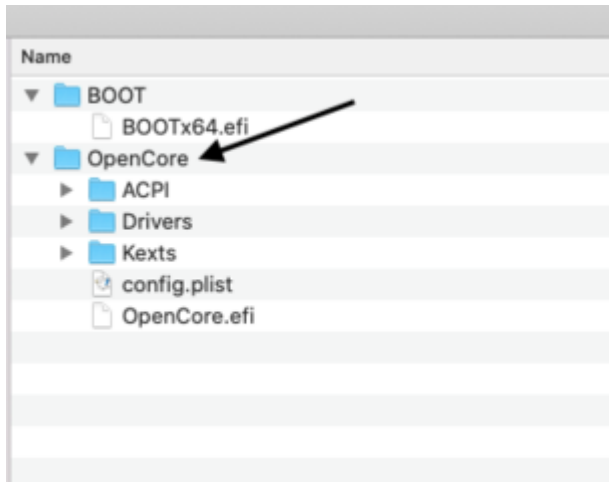 Name
BOOT
BOOTx64.efi
OpenCore
ACPI
Drivers
Kexts
config.plist
OpenCore.efi